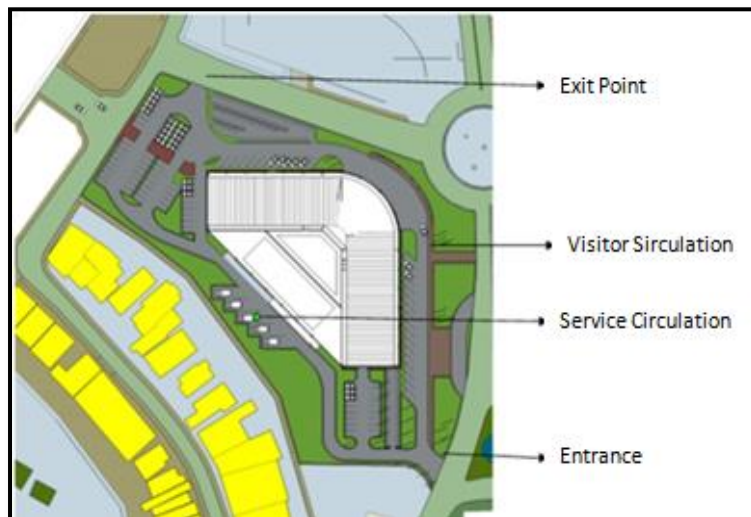 Exit Point
Visitor Sirculation
Service Circulation
Entrance